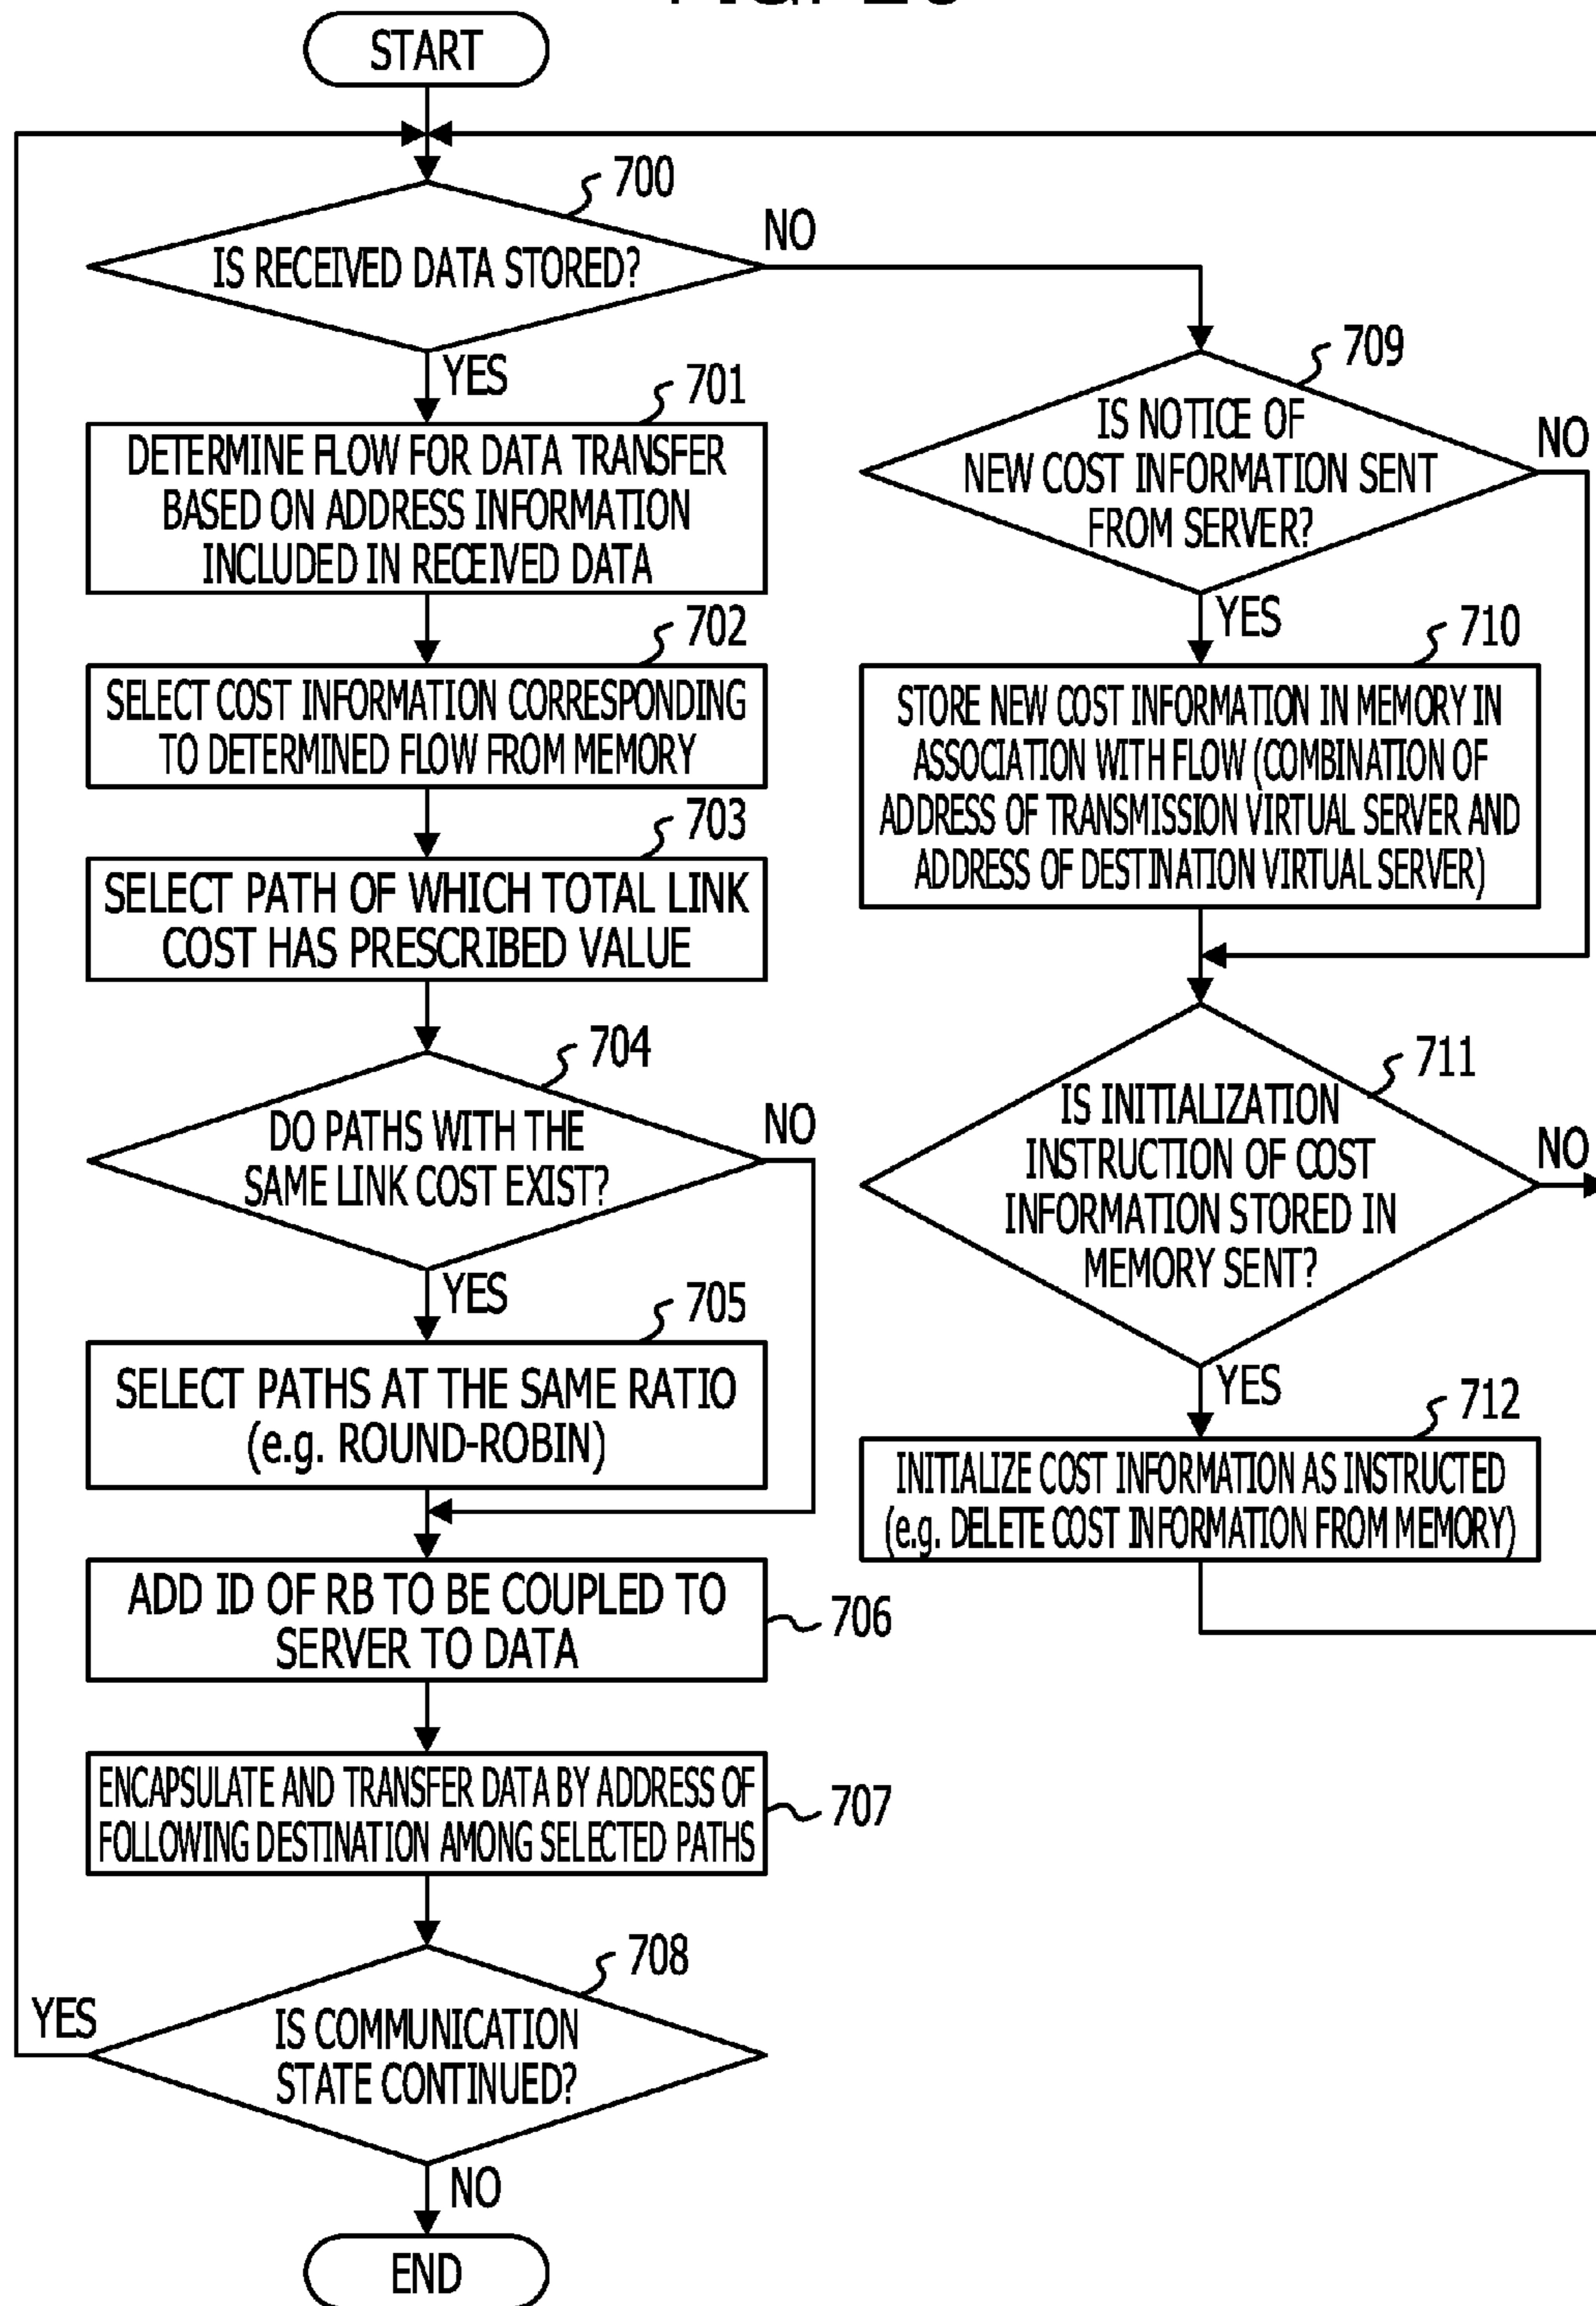 START
700
IS RECEIVED DATA STORED?
NO
YES
701
DETERMINE FLOW FOR DATA TRANSFER
BASED ON ADDRESS INFORMATION
INCLUDED IN RECEIVED DATA
702
SELECT COST INFORMATION CORRESPONDING
TO DETERMINED FLOW FROM MEMORY
703
SELECT PATH OF WHICH TOTAL LINK
COST HAS PRESCRIBED VALUE
704
DO PATHS WITH THE
SAME LINK COST EXIST?
NO
YES
705
SELECT PATHS AT THE SAME RATIO
(e.g. ROUND-ROBIN)
ADD ID OF RB TO BE COUPLED TO
SERVER TO DATA
706
ENCAPSULATE AND TRANSFER DATA BY ADDRESS OF
FOLLOWING DESTINATION AMONG SELECTED PATHS
707
708
IS COMMUNICATION
STATE CONTINUED?
YES
NO
END
709
IS NOTICE OF
NEW COST INFORMATION SENT
FROM SERVER?
NO
YES
710
STORE NEW COST INFORMATION IN MEMORY IN
ASSOCIATION WITH FLOW (COMBINATION OF
ADDRESS OF TRANSMISSION VIRTUAL SERVER AND
ADDRESS OF DESTINATION VIRTUAL SERVER)
711
IS INITIALIZATION
INSTRUCTION OF COST
INFORMATION STORED IN
MEMORY SENT?
NO
YES
712
INITIALIZE COST INFORMATION AS INSTRUCTED
(e.g. DELETE COST INFORMATION FROM MEMORY)